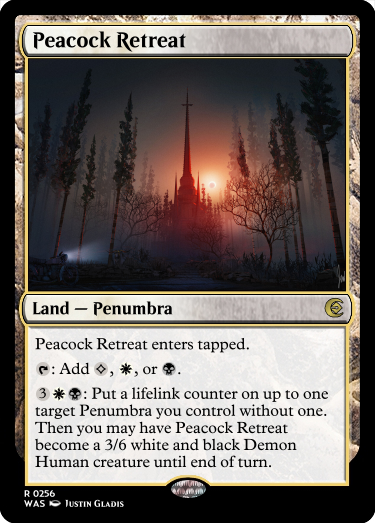 Peacock Retreat
Land — Penumbra
Peacock Retreat enters tapped.
: Add , , or .
3 : Put a lifelink counter on up to one
target Penumbra you control without one.
Then you may have Peacock Retreat
become a 3/6 white and black Demon
Human creature until end of turn.
R 0256
WAS Justin Gladis